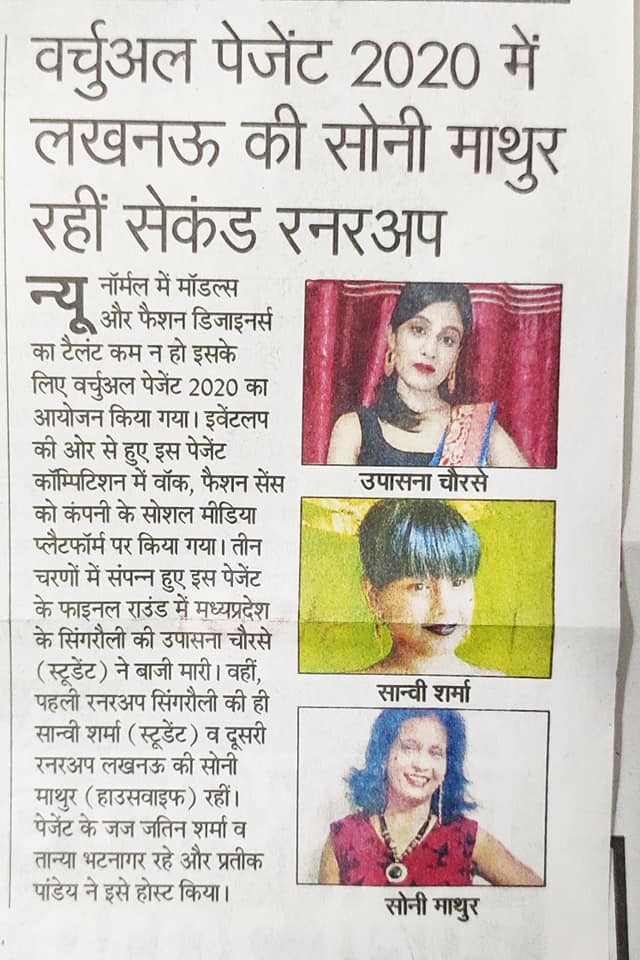 वर्चुअल पेजेंट 2020 में
लखनऊ की सोनी माथुर
रहीं सेकंड रनरअप
न्यू नॉर्मल में मॉडल्स
और फैशन डिजाइनर्स
का टैलंट कम न हो इसके
लिए वर्चुअल पेजेंट 2020 का
आयोजन किया गया। इवेंटलप
की ओर से हुए इस पेजेंट
कॉम्पिटिशन में वॉक, फैशन सेंस
को कंपनी के सोशल मीडिया
प्लैटफॉर्म पर किया गया। तीन
चरणों में संपन्न हुए इस पेजेंट
के फाइनल राउंड में मध्यप्रदेश
के सिंगरौली की उपासना चौरसे
(स्टूडेंट) ने बाजी मारी। वहीं,
पहली रनरअप सिंगरौली की ही
सान्वी शर्मा (स्टूडेंट) व दूसरी
रनरअप लखनऊ की सोनी
माथुर (हाउसवाइफ) रहीं।
पेजेंट के जज जतिन शर्मा व
तान्या भटनागर रहे और प्रतीक
पांडेय ने इसे होस्ट किया।
उपासना चौरसे
सान्वी शर्मा
सोनी माथुर